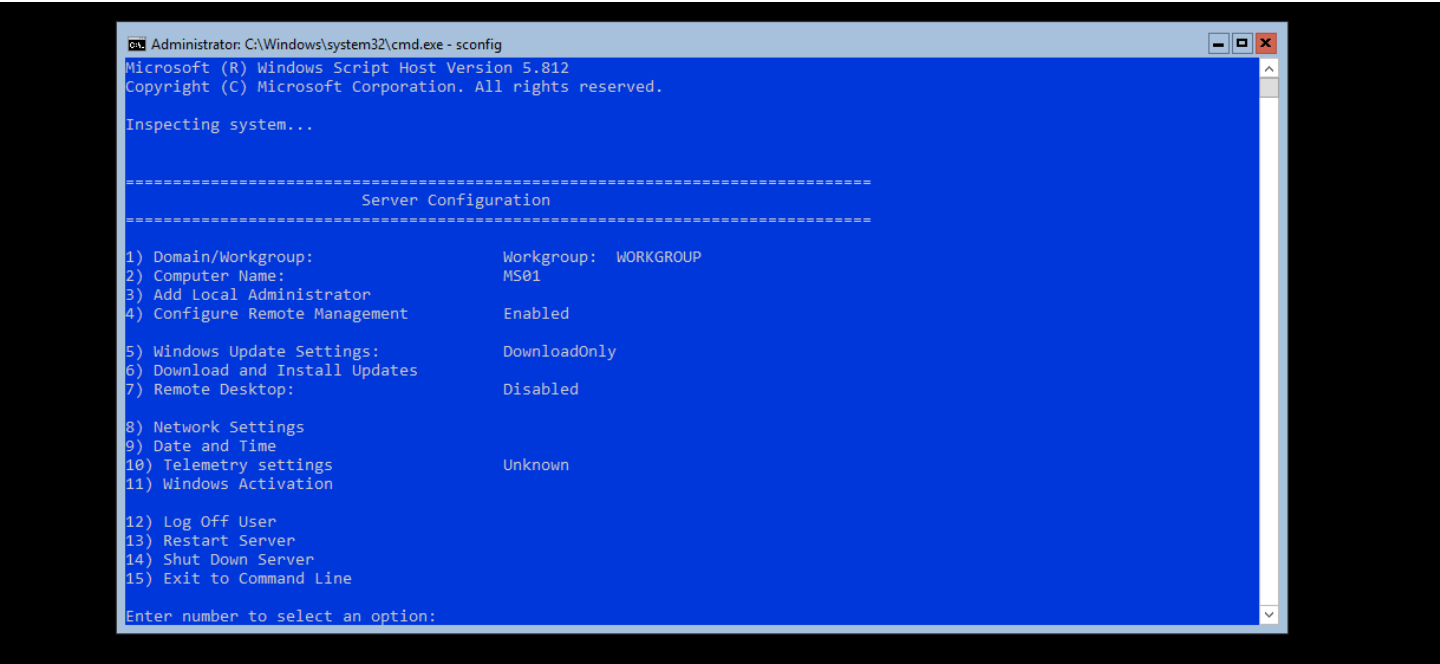 Administrator: C:\Windows\system32\cmd.exe - sconfig
Microsoft (R) Windows Script Host Version 5.812
Copyright (C) Microsoft Corporation. All rights reserved.
Inspecting system...
===============================================================================
Server Configuration
===============================================================================
1) Domain/Workgroup: Workgroup: WORKGROUP
2) Computer Name: MS01
3) Add Local Administrator
4) Configure Remote Management Enabled
5) Windows Update Settings: DownloadOnly
6) Download and Install Updates
7) Remote Desktop: Disabled
8) Network Settings
9) Date and Time
10) Telemetry settings Unknown
11) Windows Activation
12) Log Off User
13) Restart Server
14) Shut Down Server
15) Exit to Command Line
Enter number to select an option: